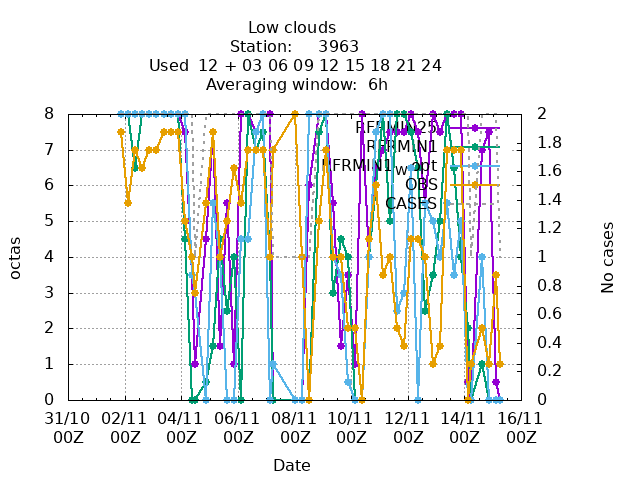 Low clouds
Station:     3963
Used  12 + 03 06 09 12 15 18 21 24
Averaging window:  6h
8
7
6
5
4
3
2
1
0
octas
2
1.8
1.6
1.4
1.2
1
0.8
0.6
0.4
0.2
0
No cases
RFRMIN25
RFRMIN1
RFRMIN1_w_opt
OBS
CASES
31/10 02/11 04/11 06/11 08/11 10/11 12/11 14/11 16/11
00Z 00Z 00Z 00Z 00Z 00Z 00Z 00Z 00Z
Date